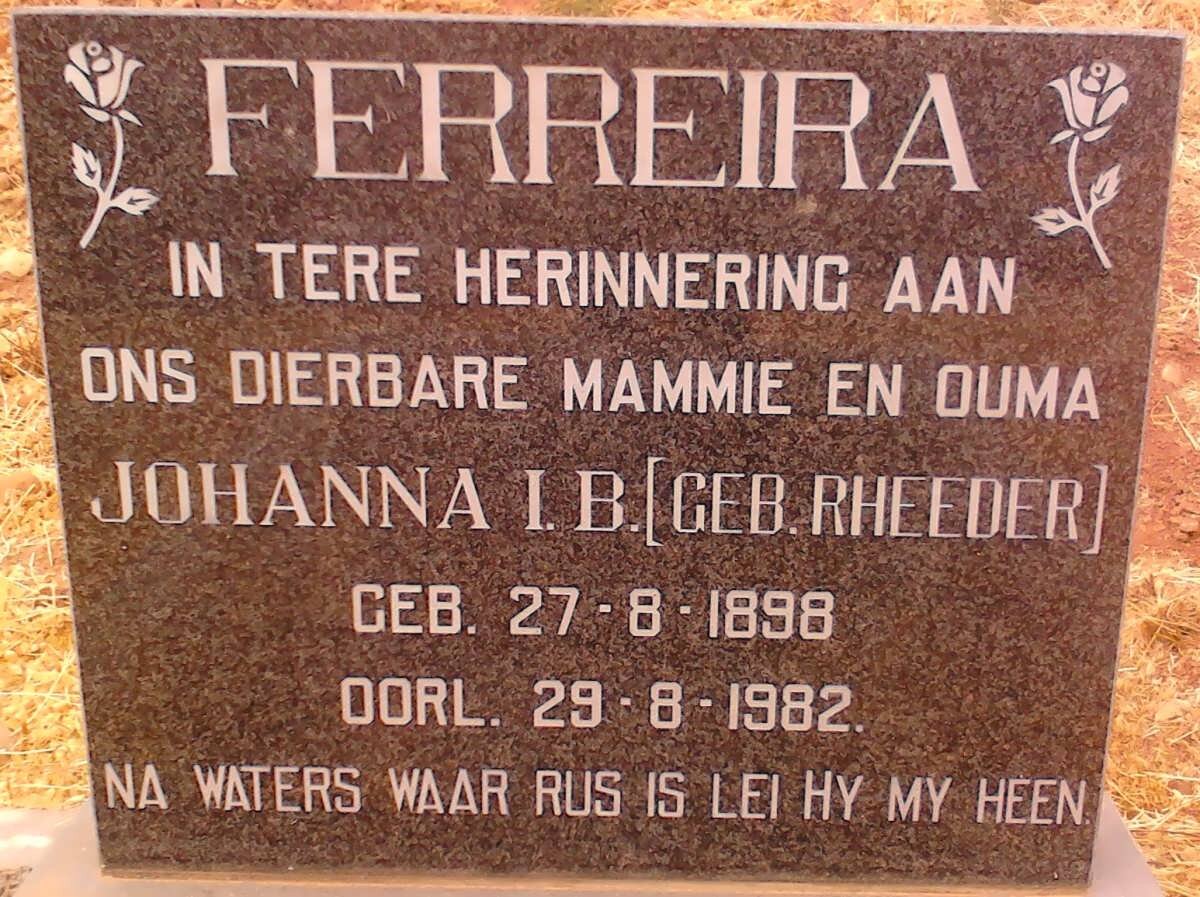 FERREIRA
IN TERE HERINNERING AAN
ONS DIERBARE MAMMIE EN OUMA
JOHANNA I.B.[GEB.RHEEDER]
GEB. 27-8-1898
OORL. 29-8-1982.
NA WATERS WAAR RUS IS LEI HY MY HEEN.